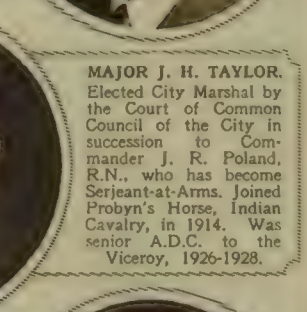 MAJOR J. H. TAYLOR.
Elected City Marshal by
the Court of Common
Council of the City in
succession to Com-
mander J. R. Poland,
R.N., who has become
Serjeant-at-Arms. Joined
Probyn's Horse, Indian
Cavalry, in 1914. Was
senior A.D.C. to the
Viceroy, 1926-1928.